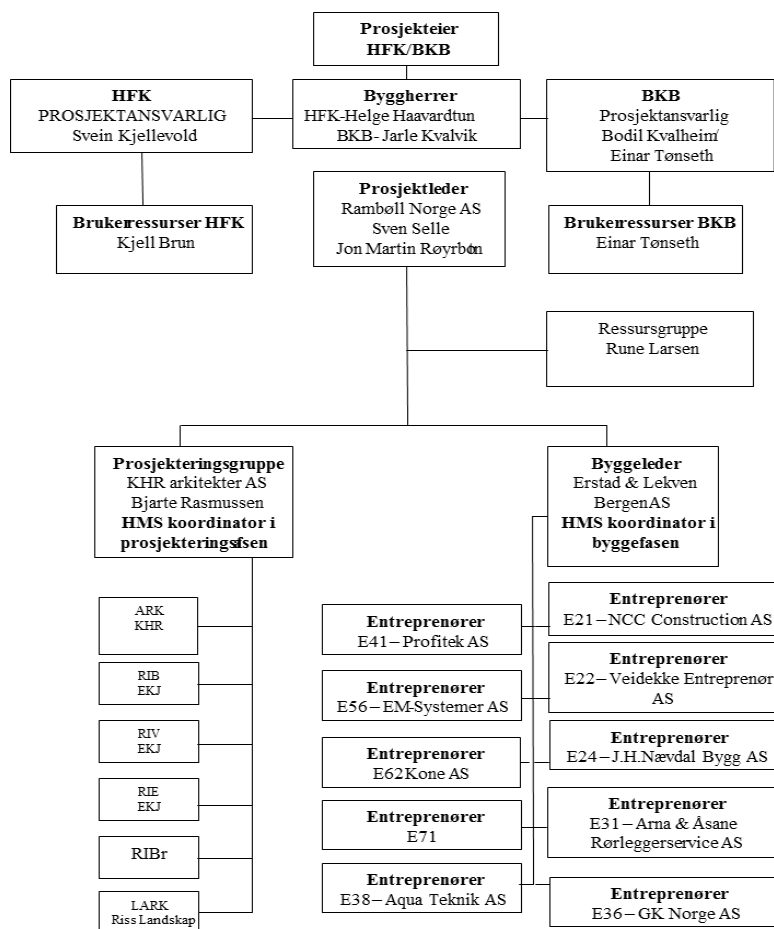 Prosjekteier
HFK/BKB
HFK
PROSJEKTANSVARLIG
Svein Kjellevold
Byggherrer
HFK-Helge Haavardtun
BKB- Jarle Kvalvik
BKB
Prosjektansvarlig
Bodil Kvalheim/
Einar Tønseth
Prosjektleder
Rambøll Norge AS
Sven Selle
Jon Martin Røyrbotn
Brukerressurser HFK
Kjell Brun
Brukerressurser BKB
Einar Tønseth
Ressursgruppe
Rune Larsen
Prosjekteringsgruppe
KHR arkitekter AS
Bjarte Rasmussen
HMS koordinator i
prosjekteringsfasen
Byggeleder
Erstad & Lekven
Bergen AS
HMS koordinator i
byggefasen
ARK
KHR
RIB
EKJ
RIV
EKJ
RIE
EKJ
RIBr
LARK
Riss Landskap
Entreprenører
E41–Profitek AS
Entreprenører
E56–EM-Systemer AS
Entreprenører
E62Kone AS
Entreprenører
E71
Entreprenører
E38–Aqua Teknik AS
Entreprenører
E21–NCC Construction AS
Entreprenører
E22–Veidekke Entreprenør
AS
Entreprenører
E24–J.H.Nævdal Bygg AS
Entreprenører
E31–Arna & Åsane
Rørleggerservice AS
Entreprenører
E36–GK Norge AS